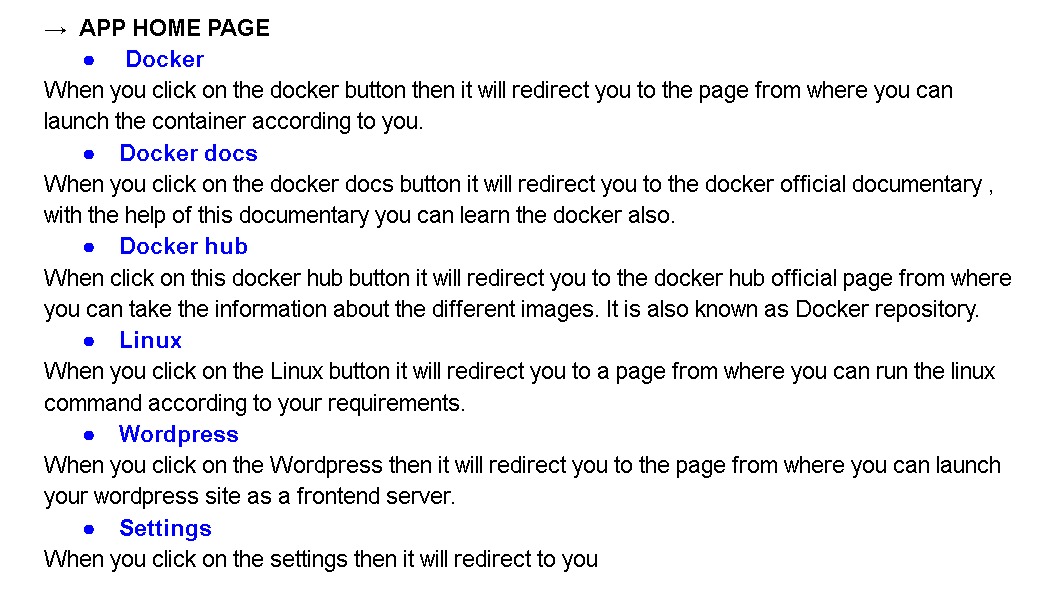 → APP HOME PAGE
● Docker
When you click on the docker button then it will redirect you to the page from where you can
launch the container according to you.
● Docker docs
When you click on the docker docs button it will redirect you to the docker official documentary ,
with the help of this documentary you can learn the docker also.
● Docker hub
When click on this docker hub button it will redirect you to the docker hub official page from where
you can take the information about the different images. It is also known as Docker repository.
● Linux
When you click on the Linux button it will redirect you to a page from where you can run the linux
command according to your requirements.
● Wordpress
When you click on the Wordpress then it will redirect you to the page from where you can launch
your wordpress site as a frontend server.
● Settings
When you click on the settings then it will redirect to you